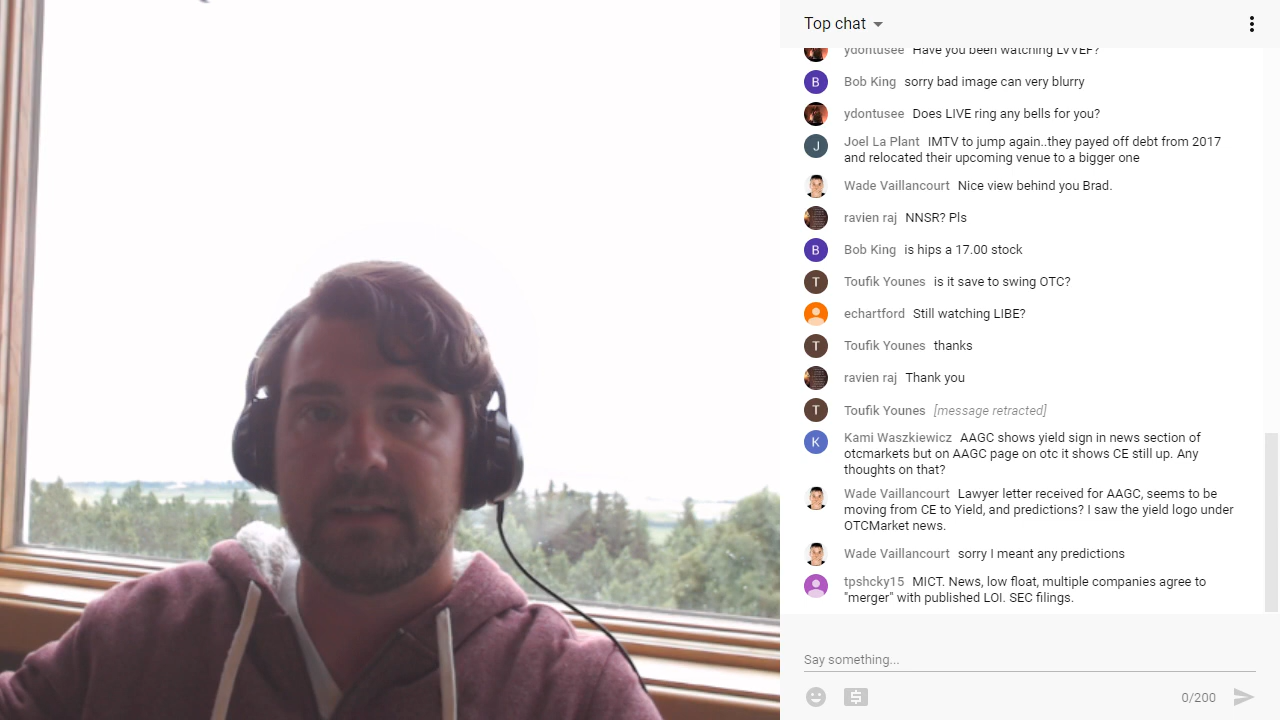 Top chat
ydontusee Have you been watching LVVEF?
B Bob King sorry bad image can very blurry
ydontusee Does LIVE ring any bells for you?
J Joel La Plant IMTV to jump again..they payed off debt from 2017
and relocated their upcoming venue to a bigger one
Wade Vaillancourt Nice view behind you Brad.
ravien raj NNSR? Pls
B Bob King is hips a 17.00 stock
T Toufik Younes is it save to swing OTC?
echartford Still watching LIBE?
T Toufik Younes thanks
ravien raj Thank you
T Toufik Younes [message retracted]
K Kami Waszkiewicz AAGC shows yield sign in news section of
otcmarkets but on AAGC page on otc it shows CE still up. Any
thoughts on that?
Wade Vaillancourt Lawyer letter received for AAGC, seems to be
moving from CE to Yield, and predictions? I saw the yield logo under
OTCMarket news.
Wade Vaillancourt sorry I meant any predictions
tpshcky15 MICT. News, low float, multiple companies agree to
"merger" with published LOI. SEC filings.
Say something...
0/200